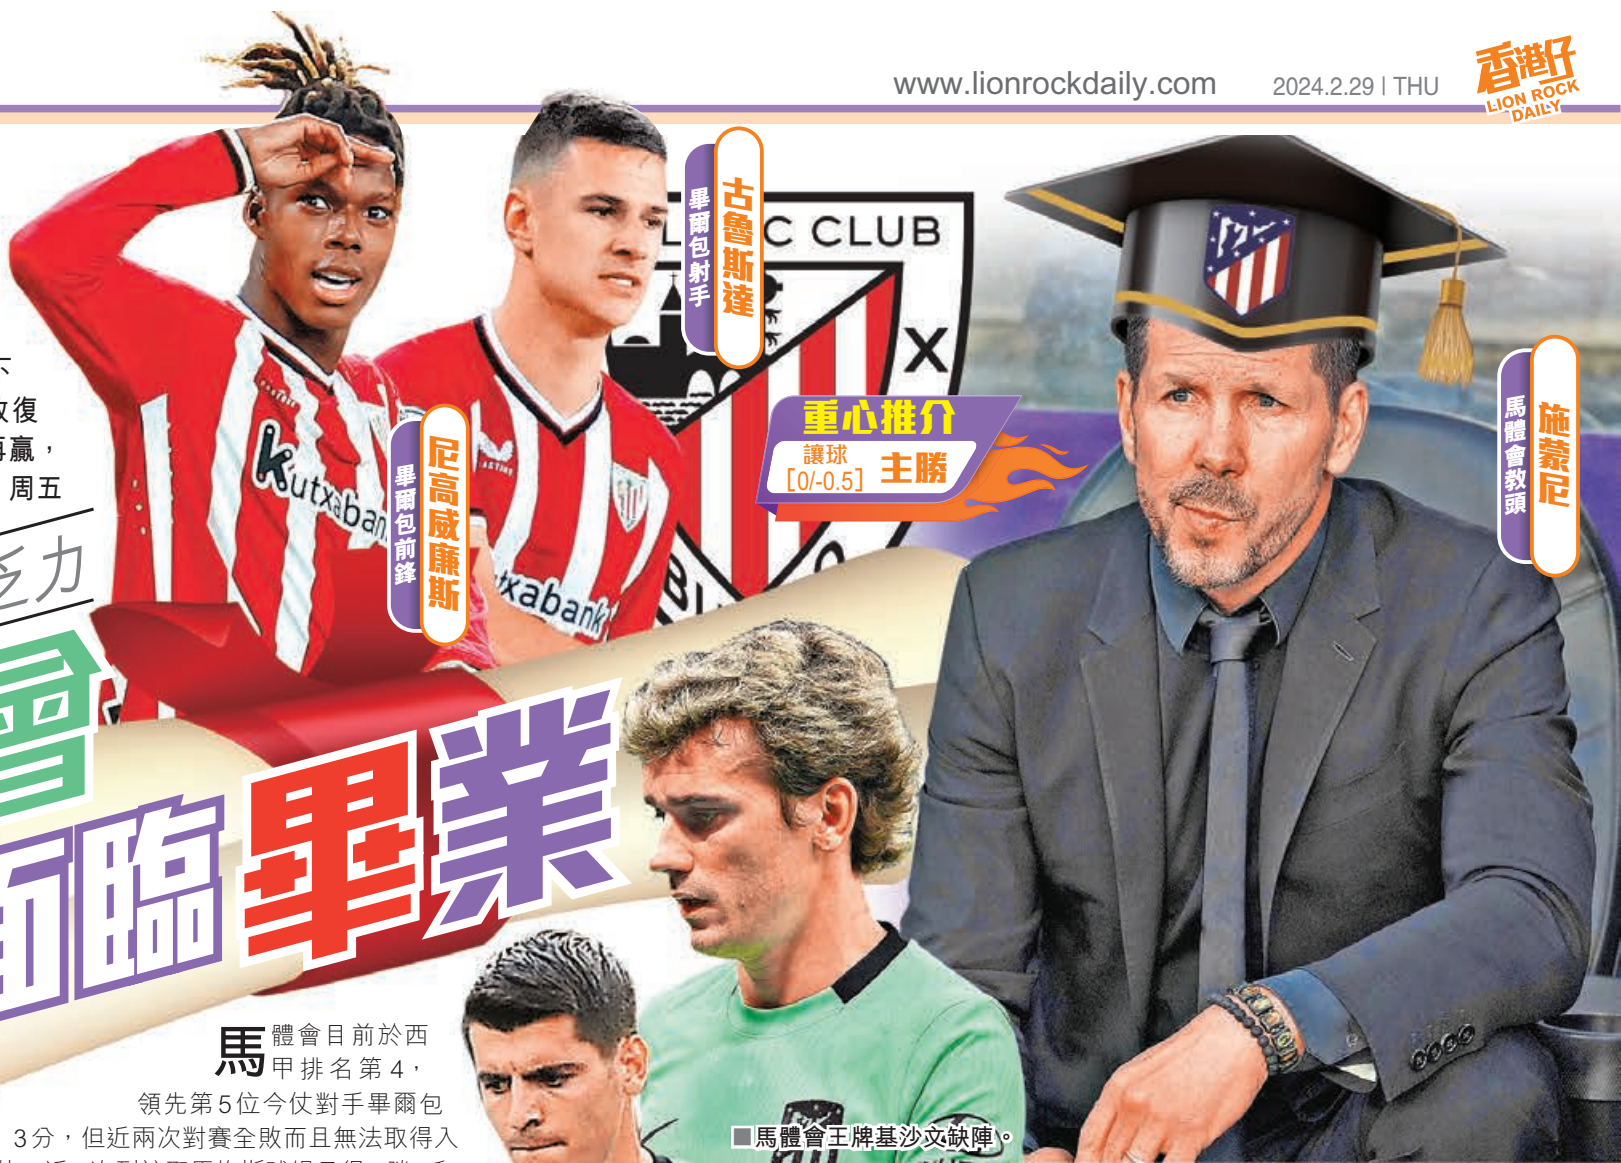 www.lionrockdaily.com
2024.2.29 | THU
香港仔
LION ROCK
DAILY
古魯斯達
畢爾包射手
C CLUB
X
重心推介
讓球
[0/-0.5]
主勝
施蒙尼
馬體會教頭
尼高威廉斯
畢爾包前鋒
kutxaban
txabank
復
贏，
周五
乏力
會
面臨畢業
馬體會目前於西
甲排名第4，
領先第5位今仗對手畢爾包
3分，但近兩次對賽全敗而且無法取得入
■馬體會王牌基沙文缺陣。